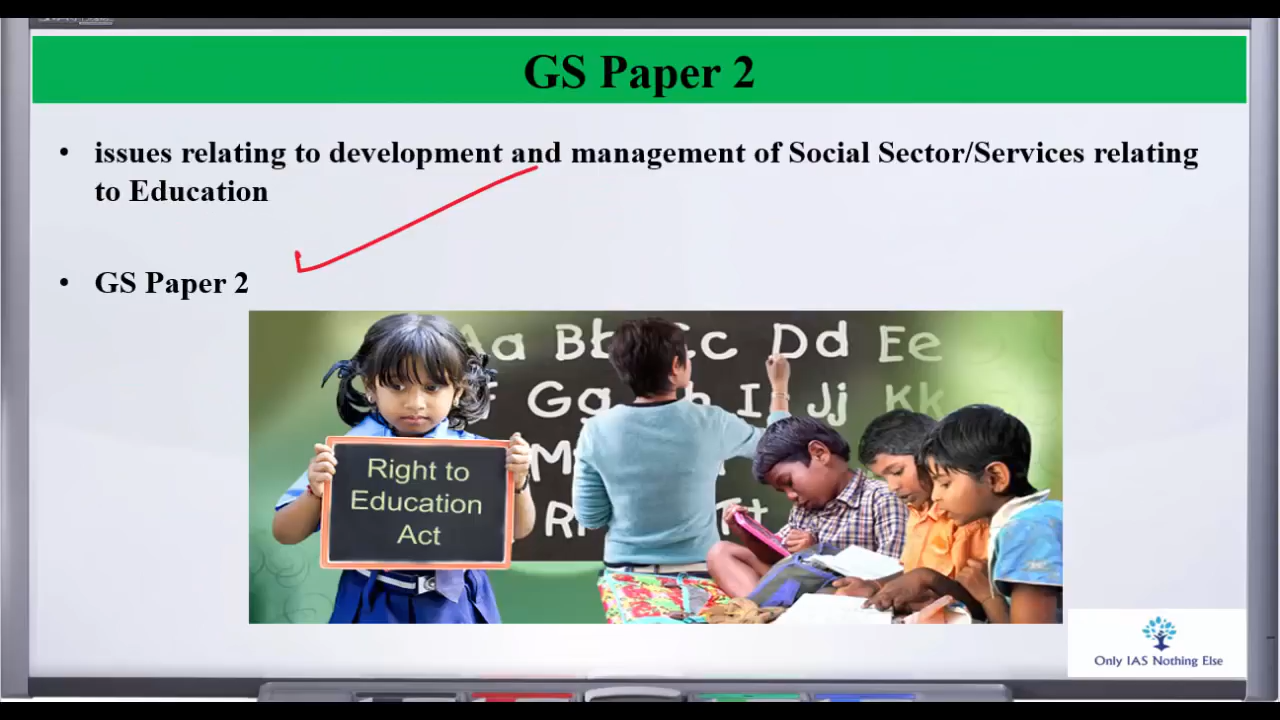 GS Paper 2
• issues relating to development and management of Social Sector/Services relating
to Education
• GS Paper 2
Aa Bb Cc Dd Ee
Gg I Jj Kk
Right to
Education
Act
Only IAS Nothing Else